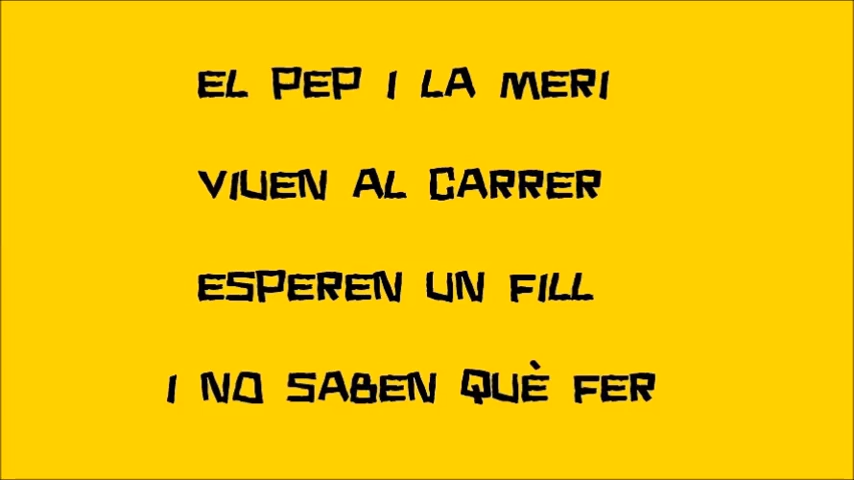 EL PEP I LA MERI
VIUEN AL CARRER
ESPEREN UN FILL
I NO SABEN QUÈ FER